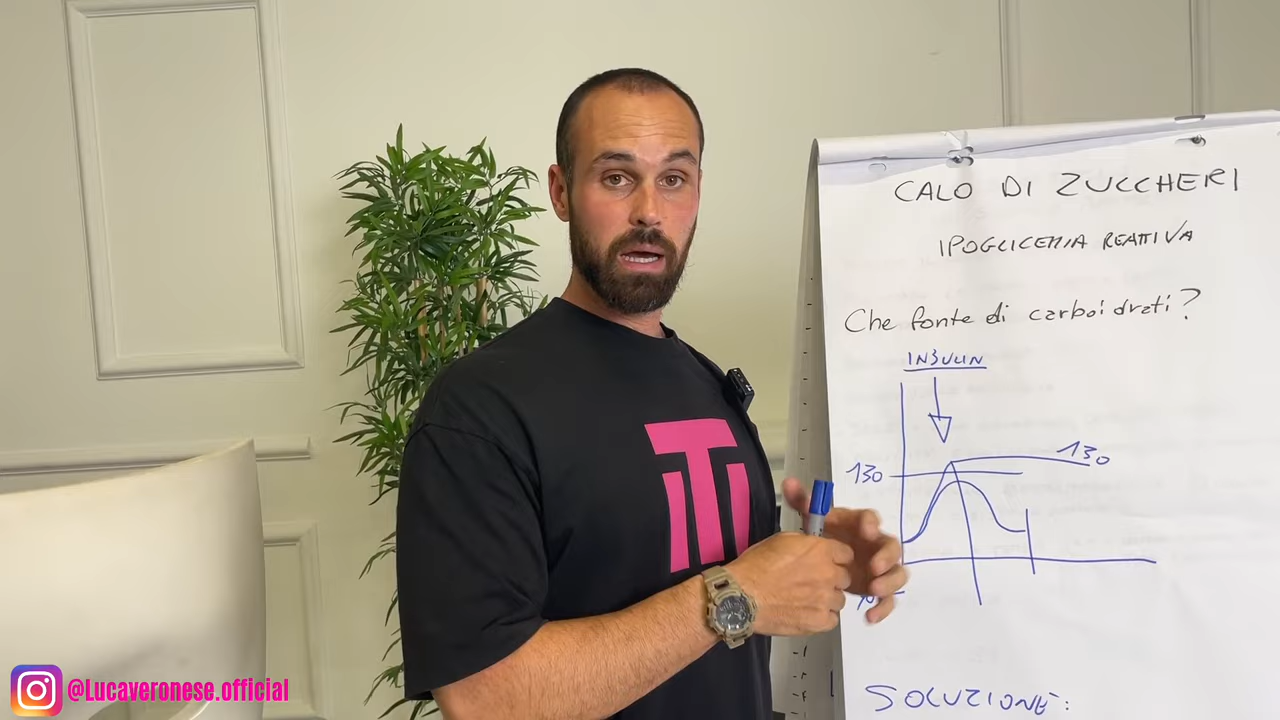 CALO DI ZUCCHERI
IPOGLICEMIA REATTIVA
Che fonte di carboidrati?
INSULIN
130
130
SOLUZIONE:
@Lucaveronese.official